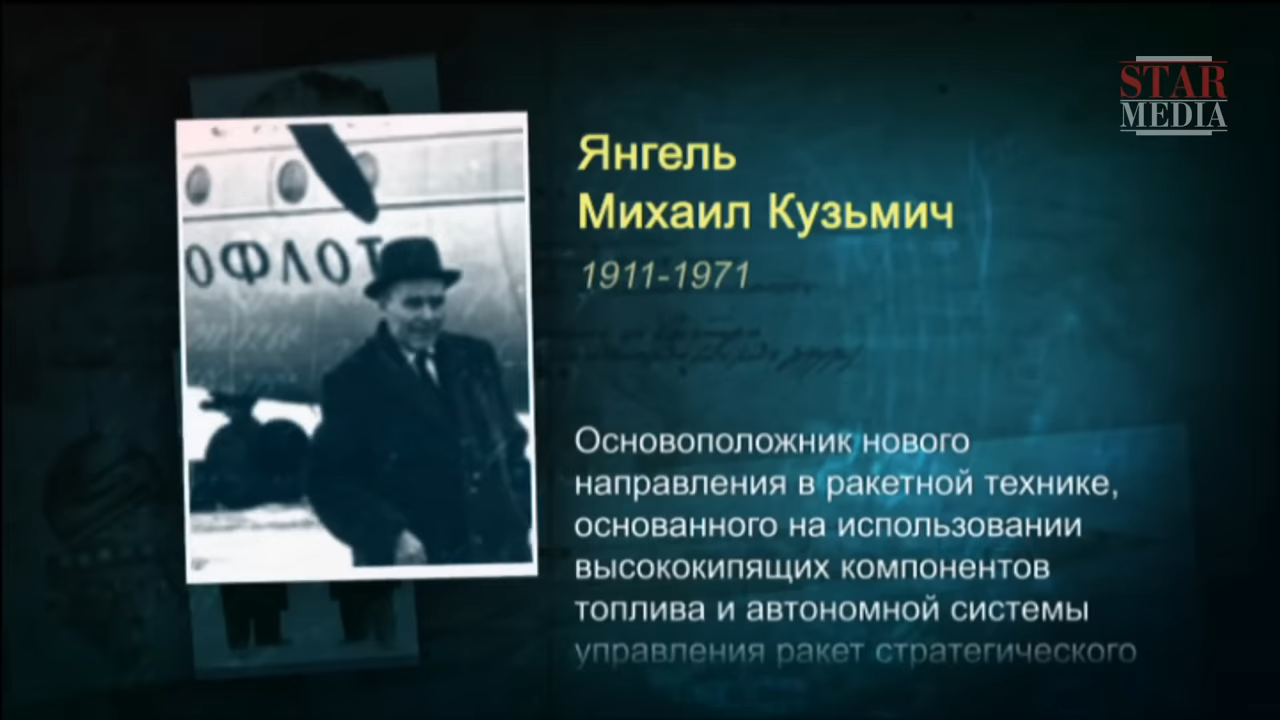 STAR
MEDIA
Янгель
Михаил Кузьмич
1911-1971
ОФЛОТ
Основоположник нового
направления в ракетной технике,
основанного на использовании
высококипящих компонентов
топлива и автономной системы
управления ракет стратегического